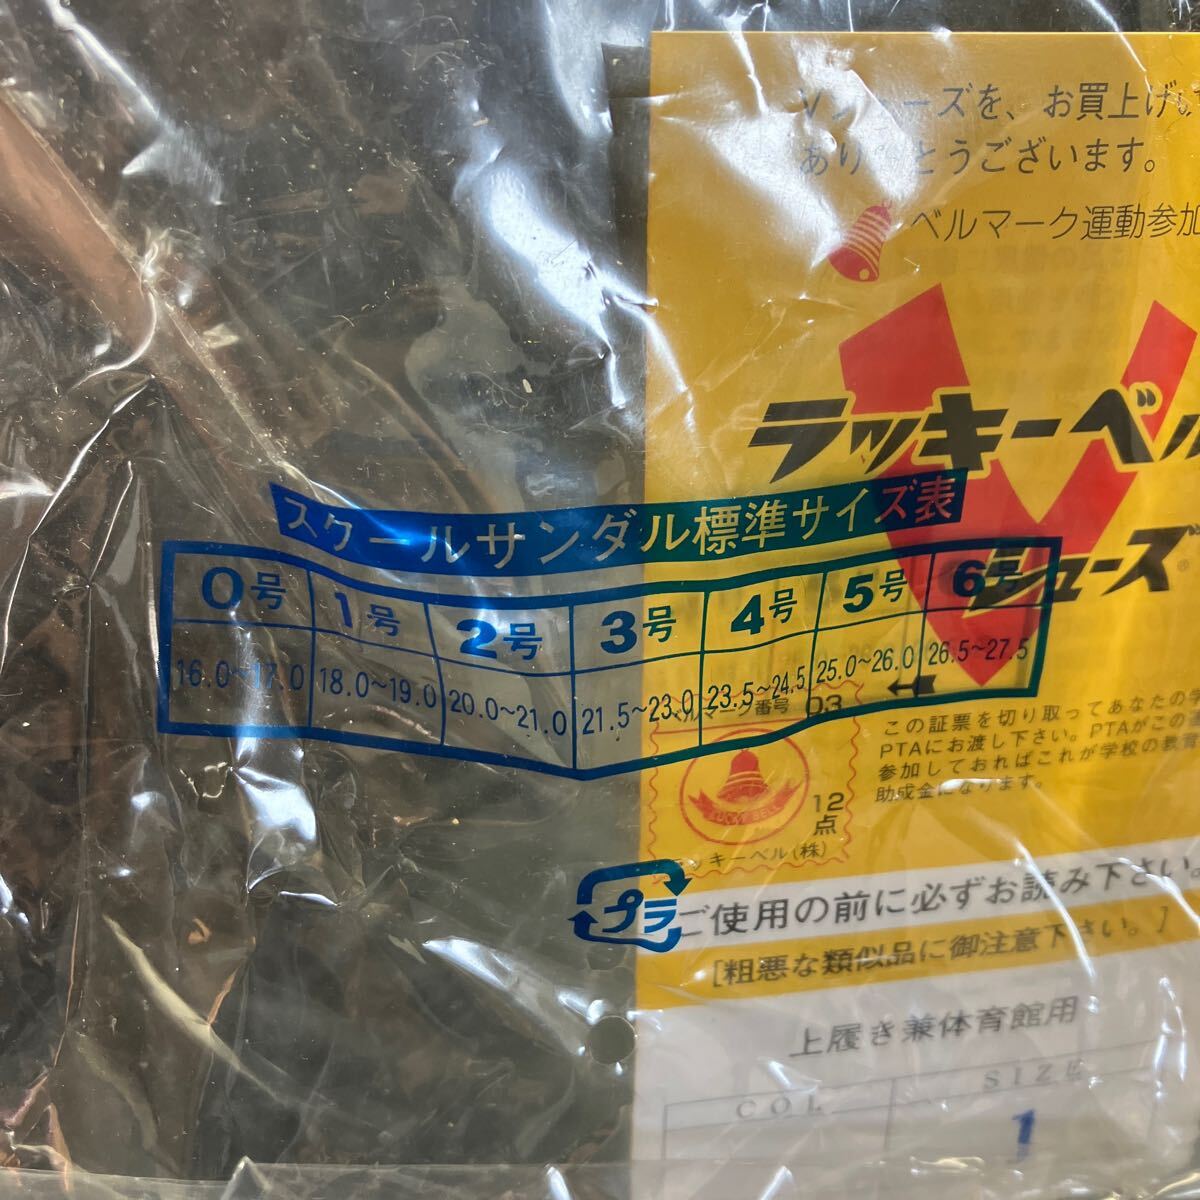 シューズを、お買上げい
ありがとうございます。
ベルマーク運動参加
ラッキーベル
シューズ
スクールサンダル標準サイズ表
0号 1号 2号 3号 4号 5号 6号
16.0~17.0 18.0~19.0 20.0~21.0 21.5~23.0 23.5~24.5 25.0~26.0 26.5~27.5
ベルマーク番号 03
LUCKY BELL
12
点
ラッキーベル(株)
この証票を切り取ってあなたの学
PTAにお渡し下さい。PTAがこの
参加しておればこれが学校の教育
助成金になります。
プラ
ご使用の前に必ずお読み下さい。
[粗悪な類似品に御注意下さい。]
上履き兼体育館用
COL SIZE
1